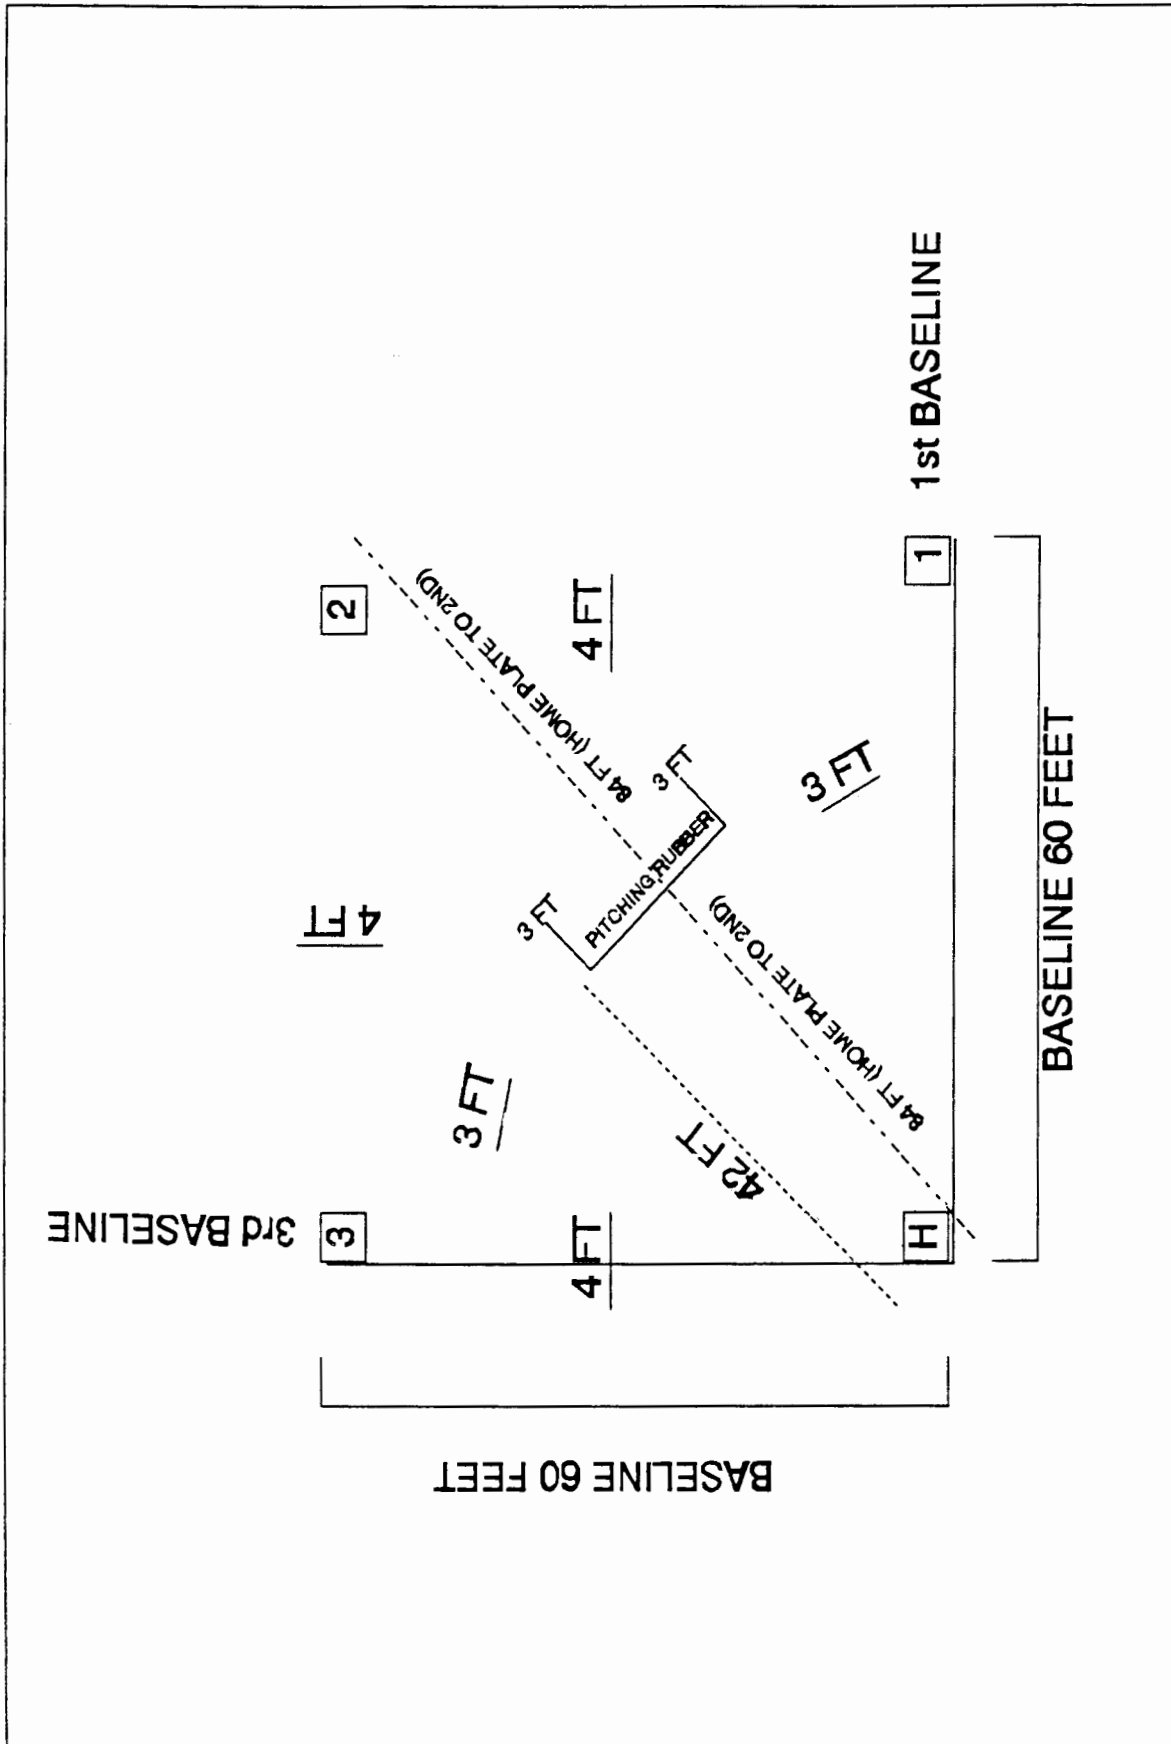 3rd BASELINE
3
2
4 FT
84 FT (HOME PLATE TO 2ND)
4 FT
3 FT
3 FT
PITCHING RUBBER
3 FT
3 FT
4 FT
42 FT
84 FT (HOME PLATE TO 2ND)
H
1
1st BASELINE
BASELINE 60 FEET
BASELINE 60 FEET